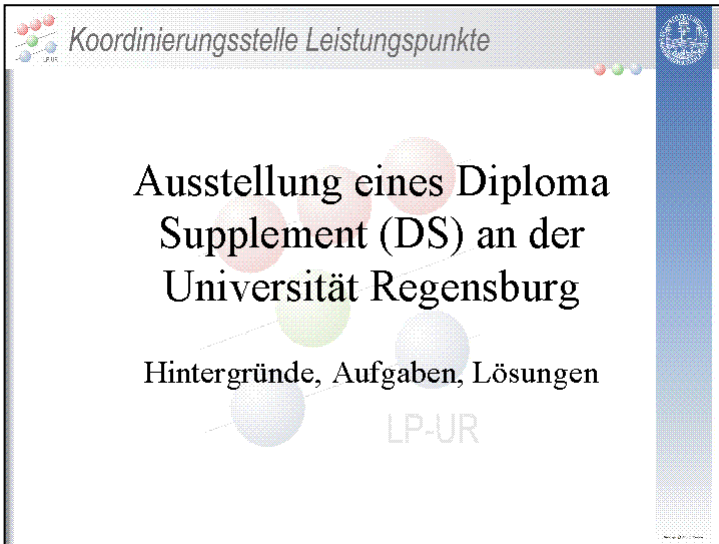 Koordinierungsstelle Leistungspunkte
LP-UR
Ausstellung eines Diploma
Supplement (DS) an der
Universität Regensburg
Hintergründe, Aufgaben, Lösungen
LP-UR